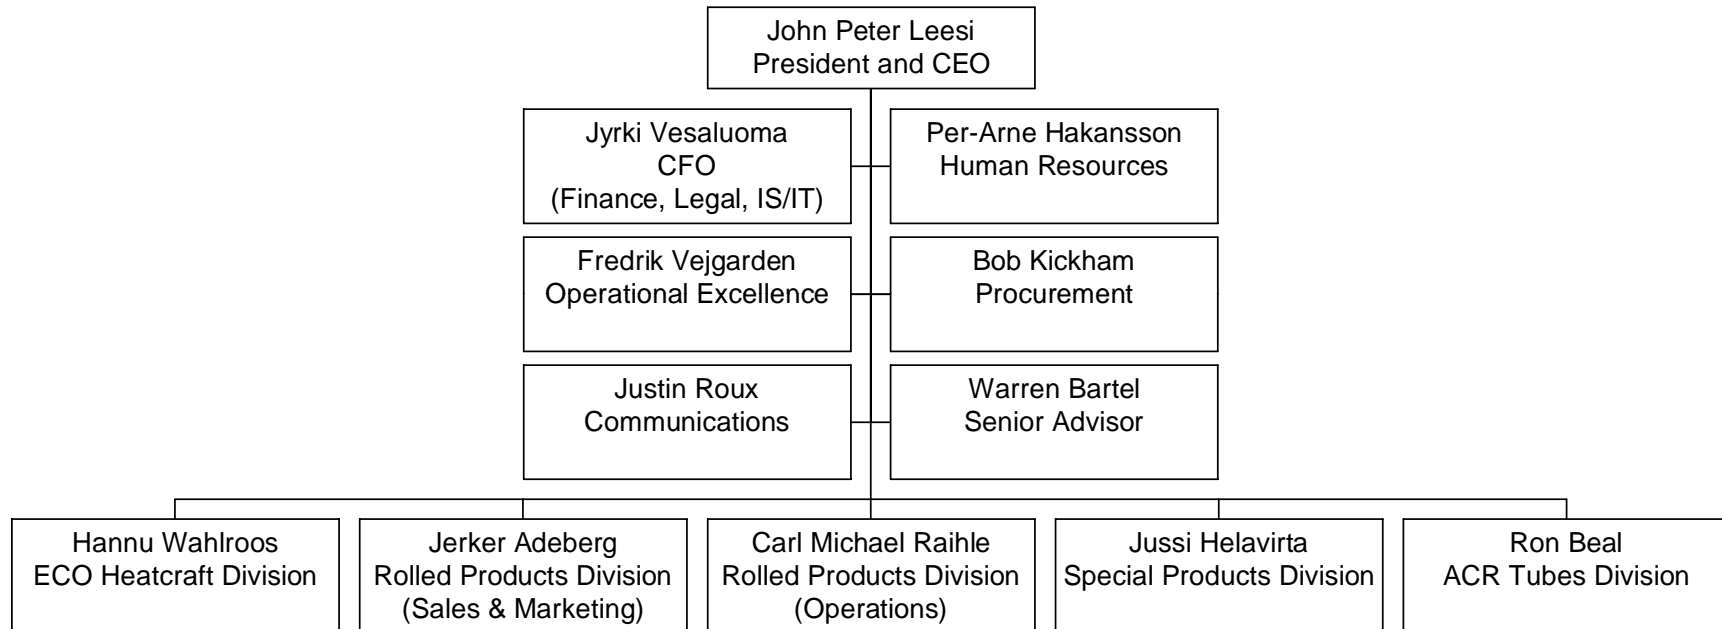 John Peter Leesi
President and CEO
Jyrki Vesaluoma
CFO
(Finance, Legal, IS/IT)
Per-Arne Hakansson
Human Resources
Fredrik Vejgarden
Operational Excellence
Bob Kickham
Procurement
Justin Roux
Communications
Warren Bartel
Senior Advisor
Hannu Wahlroos
ECO Heatcraft Division
Jerker Adeberg
Rolled Products Division
(Sales & Marketing)
Carl Michael Raihle
Rolled Products Division
(Operations)
Jussi Helavirta
Special Products Division
Ron Beal
ACR Tubes Division